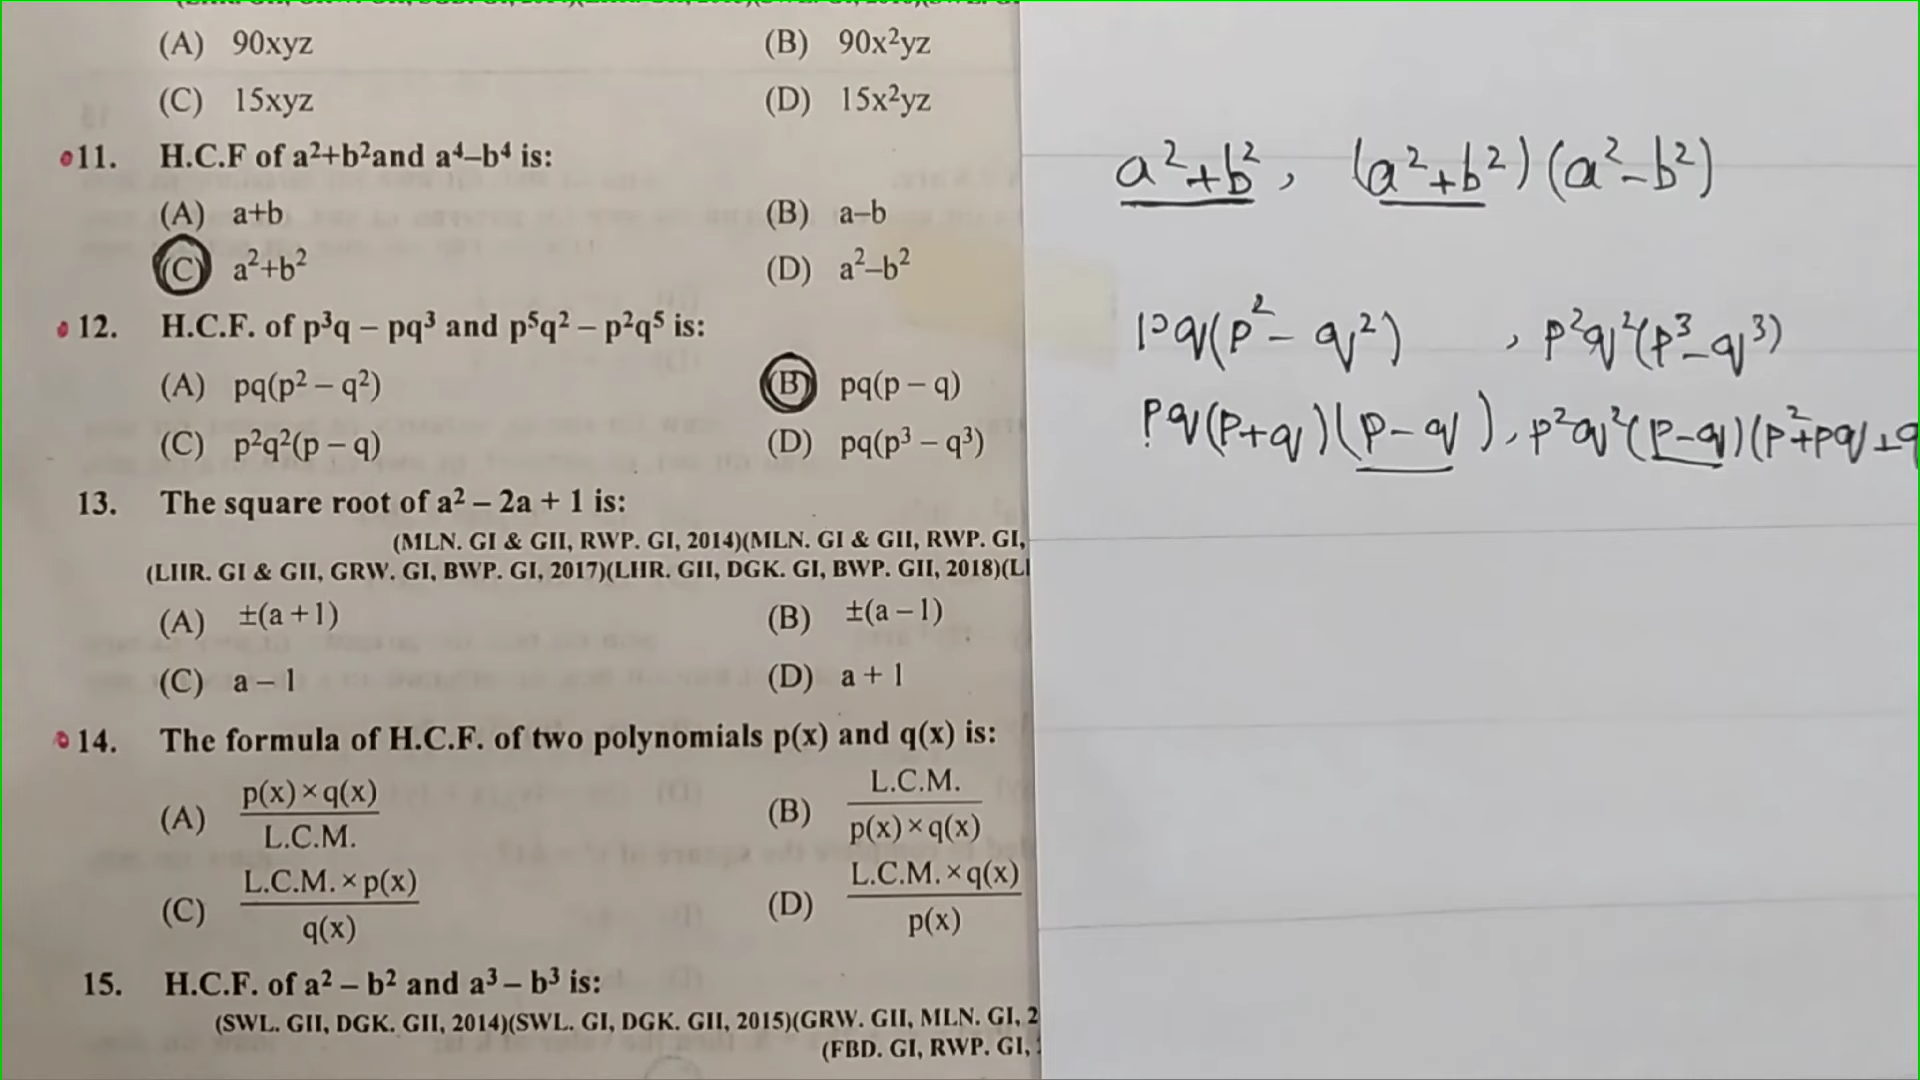 (A) 90xyz (B) 90x²yz
(C) 15xyz (D) 15x²yz
11. H.C.F of a²+b²and a⁴–b⁴ is:
(A) a+b (B) a–b
(C) a²+b² (D) a²–b²
12. H.C.F. of p³q – pq³ and p⁵q² – p²q⁵ is:
(A) pq(p² – q²) (B) pq(p – q)
(C) p²q²(p – q) (D) pq(p³ – q³)
13. The square root of a² – 2a + 1 is:
(MLN. GI & GII, RWP. GI, 2014)(MLN. GI & GII, RWP. GI,
(LHR. GI & GII, GRW. GI, BWP. GI, 2017)(LHR. GII, DGK. GI, BWP. GII, 2018)(
(A) ±(a + 1) (B) ±(a – 1)
(C) a – 1 (D) a + 1
14. The formula of H.C.F. of two polynomials p(x) and q(x) is:
(A) p(x) × q(x) / L.C.M. (B) L.C.M. / p(x) × q(x)
(C) L.C.M. × p(x) / q(x) (D) L.C.M. × q(x) / p(x)
15. H.C.F. of a² – b² and a³ – b³ is:
(SWL. GII, DGK. GII, 2014)(SWL. GI, DGK. GII, 2015)(GRW. GII, MLN. GI, 2
(FBD. GI, RWP. GI,
a²+b², (a²+b²)(a²–b²)
pq(p²– q²) , p²q²(p³–q³)
pq(p+q)(p–q), p²q²(p–q)(p²+pq+q